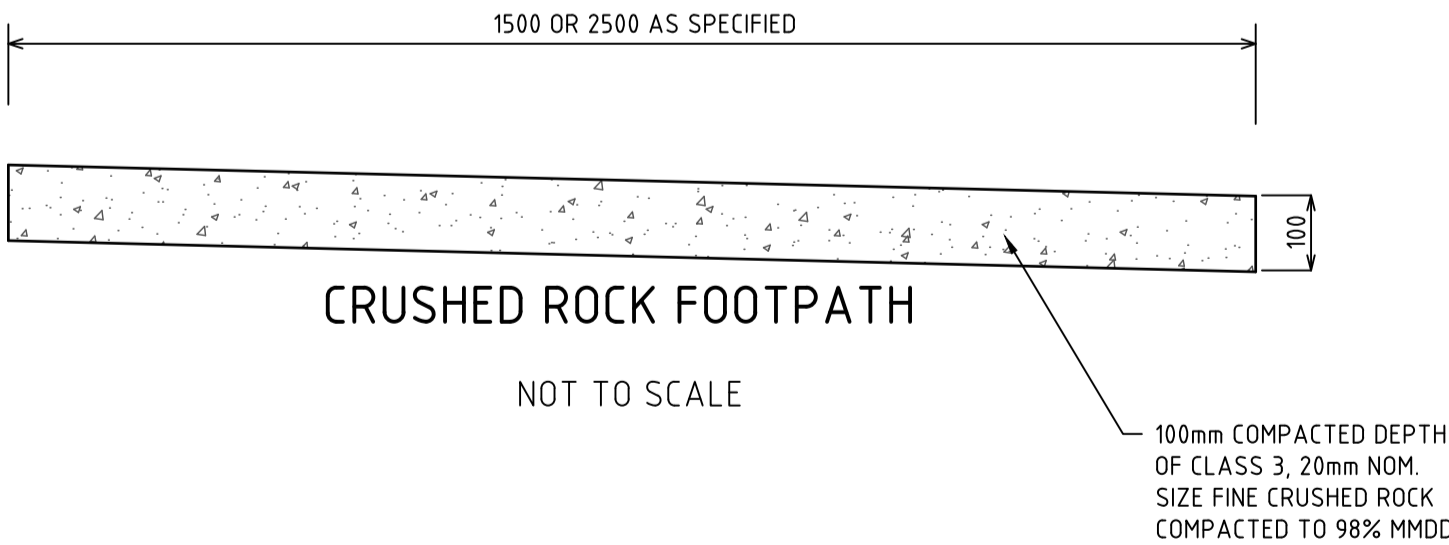 1500 OR 2500 AS SPECIFIED
100
CRUSHED ROCK FOOTPATH
NOT TO SCALE
100mm COMPACTED DEPTH
OF CLASS 3, 20mm NOM.
SIZE FINE CRUSHED ROCK
COMPACTED TO 98% MMDD